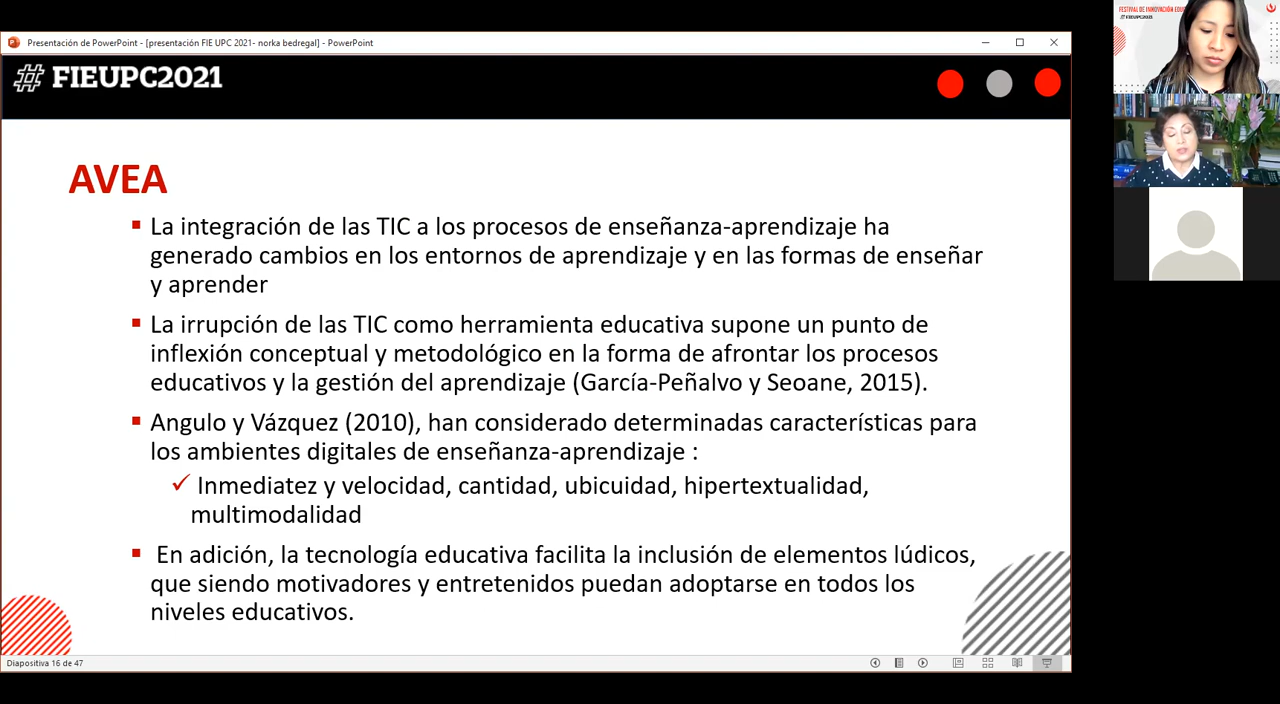 Presentación de PowerPoint - [presentación FIE UPC 2021- norka bedregal] - PowerPoint
# FIEUPC2021
AVEA
La integración de las TIC a los procesos de enseñanza-aprendizaje ha
generado cambios en los entornos de aprendizaje y en las formas de enseñar
y aprender
La irrupción de las TIC como herramienta educativa supone un punto de
inflexión conceptual y metodológico en la forma de afrontar los procesos
educativos y la gestión del aprendizaje (García-Peñalvo y Seoane, 2015).
Angulo y Vázquez (2010), han considerado determinadas características para
los ambientes digitales de enseñanza-aprendizaje :
Inmediatez y velocidad, cantidad, ubicuidad, hipertextualidad,
multimodalidad
En adición, la tecnología educativa facilita la inclusión de elementos lúdicos,
que siendo motivadores y entretenidos puedan adoptarse en todos los
niveles educativos.
Diapositiva 16 de 47
FESTIVAL DE INNOVACIÓN
#FIEUPC2021